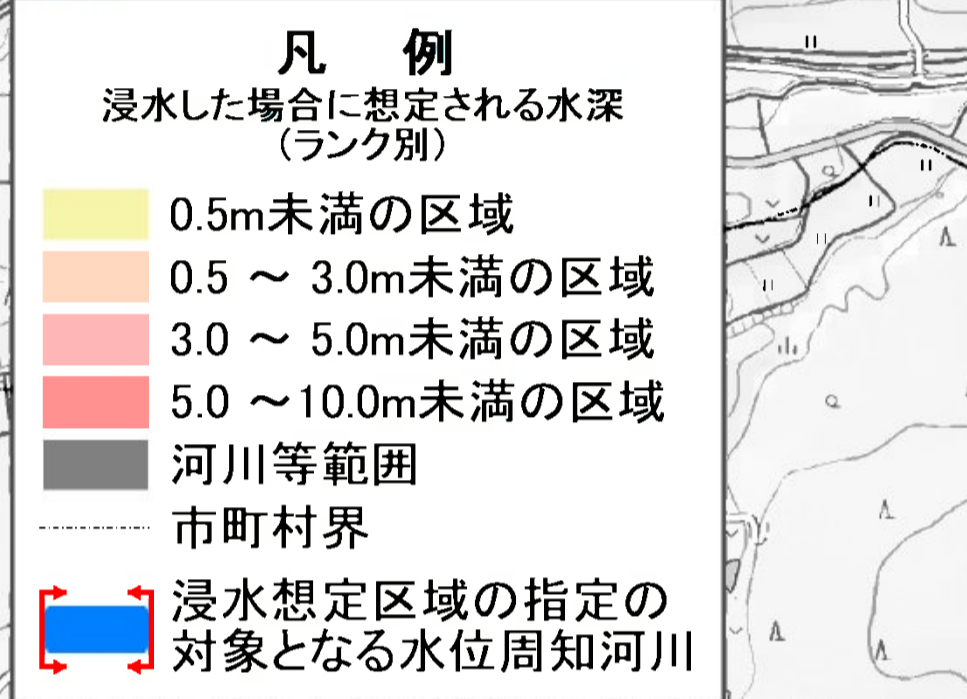 凡 例
浸水した場合に想定される水深
(ランク別)
0.5m未満の区域
0.5 ～ 3.0m未満の区域
3.0 ～ 5.0m未満の区域
5.0 ～10.0m未満の区域
河川等範囲
市町村界
浸水想定区域の指定の
対象となる水位周知河川